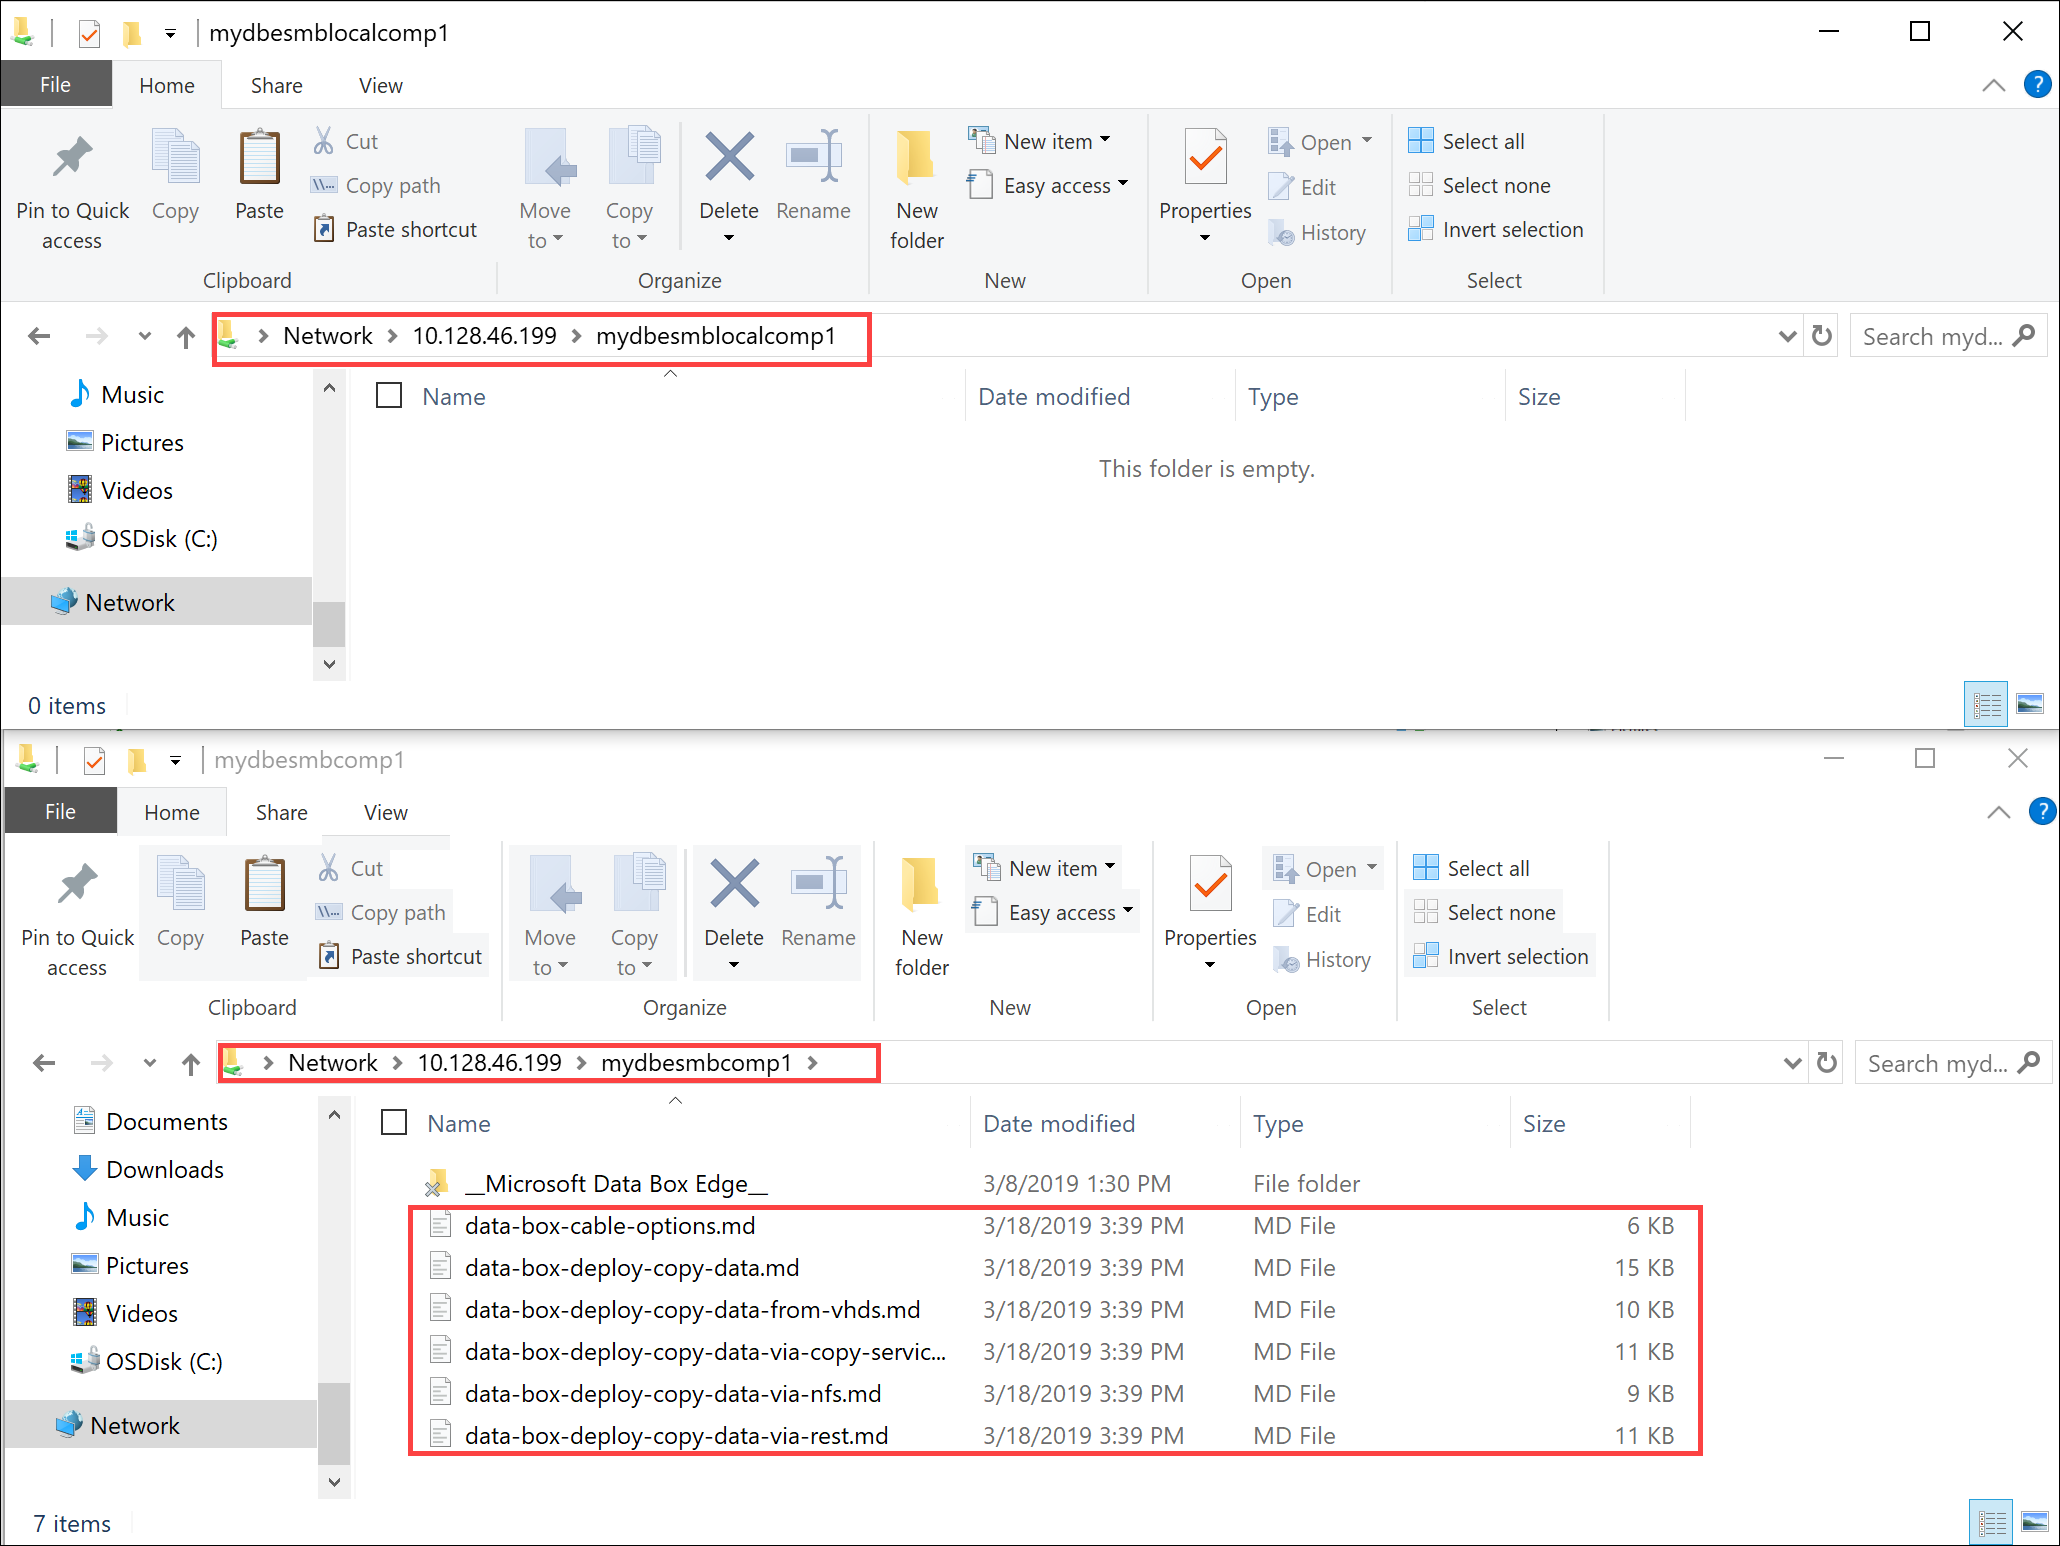 mydbesmblocalcomp1
File Home Share View
Pin to Quick access
Copy
Paste
Cut
Copy path
Paste shortcut
Clipboard
Move to
Copy to
Delete
Rename
Organize
New folder
New item
Easy access
New
Properties
Open
Edit
History
Open
Select all
Select none
Invert selection
Select
Network 10.128.46.199 mydbesmblocalcomp1
Search myd...
Music
Pictures
Videos
OSDisk (C:)
Network
Name Date modified Type Size
This folder is empty.
0 items
mydbesmbcomp1
File Home Share View
Pin to Quick access
Copy
Paste
Cut
Copy path
Paste shortcut
Clipboard
Move to
Copy to
Delete
Rename
Organize
New folder
New item
Easy access
New
Properties
Open
Edit
History
Open
Select all
Select none
Invert selection
Select
Network 10.128.46.199 mydbesmbcomp1
Search myd...
Documents
Downloads
Music
Pictures
Videos
OSDisk (C:)
Network
Name Date modified Type Size
__Microsoft Data Box Edge__ 3/8/2019 1:30 PM File folder
data-box-cable-options.md 3/18/2019 3:39 PM MD File 6 KB
data-box-deploy-copy-data.md 3/18/2019 3:39 PM MD File 15 KB
data-box-deploy-copy-data-from-vhds.md 3/18/2019 3:39 PM MD File 10 KB
data-box-deploy-copy-data-via-copy-servic... 3/18/2019 3:39 PM MD File 11 KB
data-box-deploy-copy-data-via-nfs.md 3/18/2019 3:39 PM MD File 9 KB
data-box-deploy-copy-data-via-rest.md 3/18/2019 3:39 PM MD File 11 KB
7 items